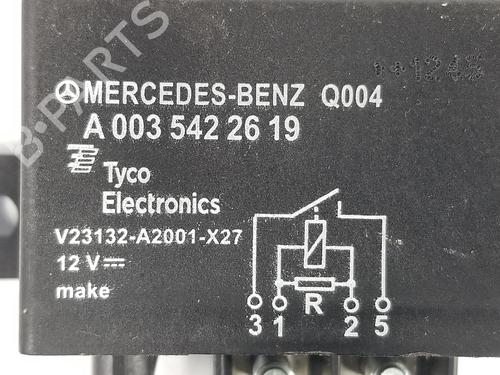 **1245
MERCEDES-BENZ Q004
A 003 542 26 19
Tyco
Electronics
V23132-A2001-X27
12 V
make
R
3 1 2 5
B-PARTS